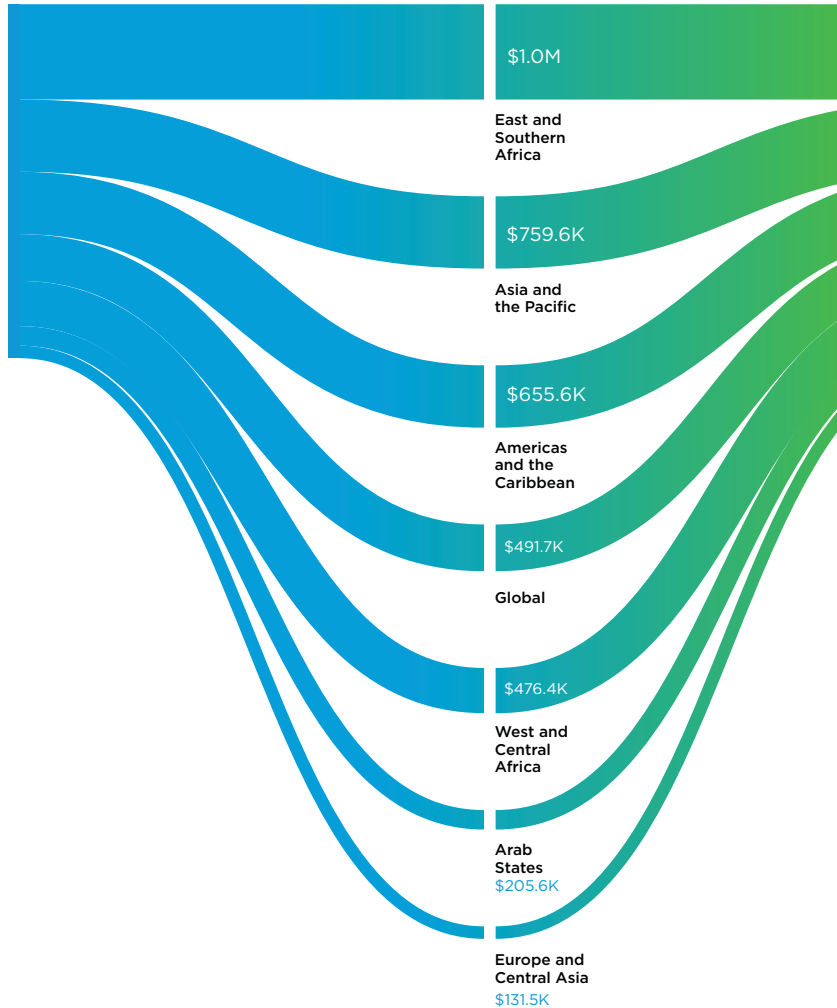 $1.0M
East and
Southern
Africa
$759.6K
Asia and
the Pacific
$655.6K
Americas
and the
Caribbean
$491.7K
Global
$476.4K
West and
Central
Africa
Arab
States
$205.6K
Europe and
Central Asia
$131.5K